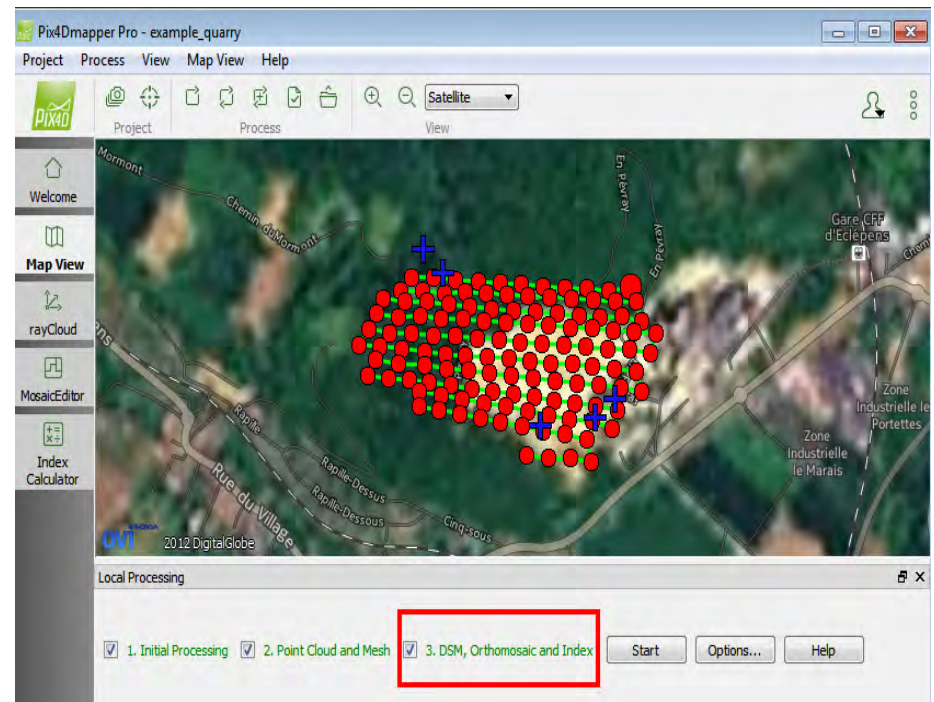 Pix4Dmapper Pro - example_quarry
Project Process View Map View Help
PIX4D
Satellite
Project Process View
Welcome
Map View
rayCloud
MosaicEditor
Index
Calculator
Mormont
Chemin du Mormont
En Pévray
En Pévray
Gare CFF
d'Eclépens
Rapille
Rapille-Dessus
Rapille-Dessous
Rue du Village
Cinq-sous
Zone
Industrielle le
Portettes
Zone
Industrielle
le Marais
OVI
2012 DigitalGlobe
Local Processing
1. Initial Processing 2. Point Cloud and Mesh 3. DSM, Orthomosaic and Index Start Options... Help